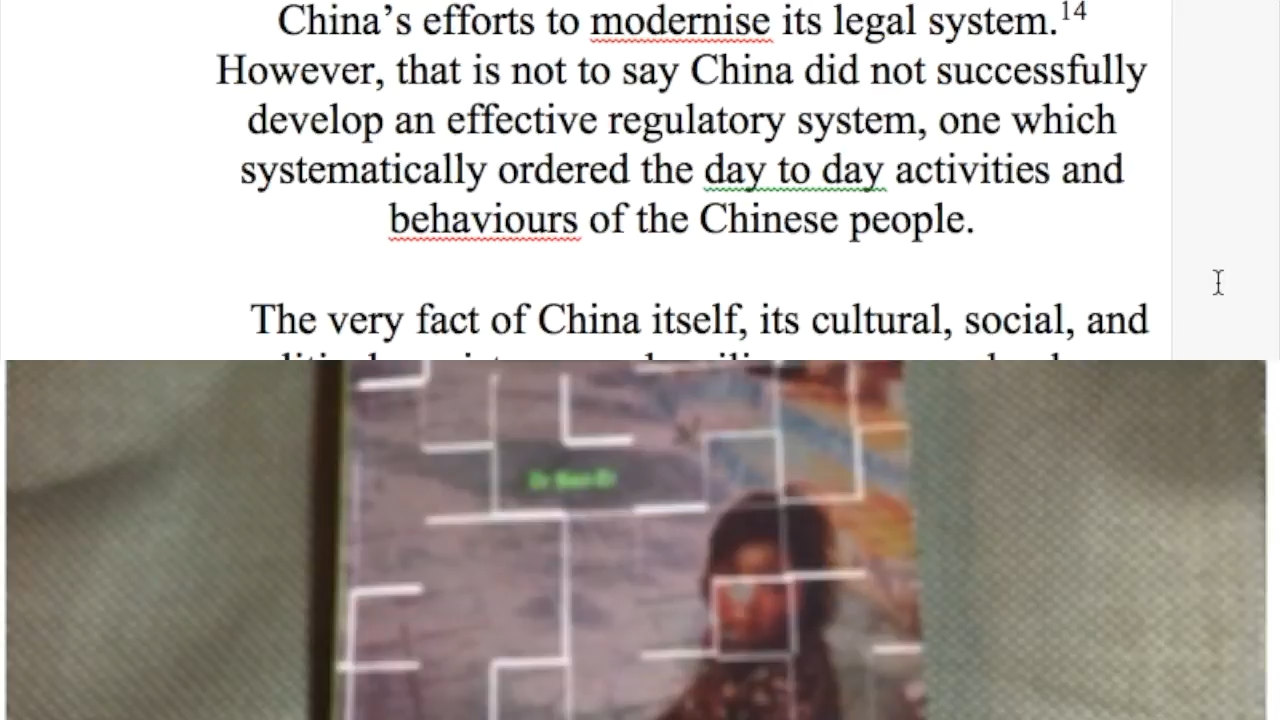 China’s efforts to modernise its legal system.14
However, that is not to say China did not successfully
develop an effective regulatory system, one which
systematically ordered the day to day activities and
behaviours of the Chinese people.
The very fact of China itself, its cultural, social, and